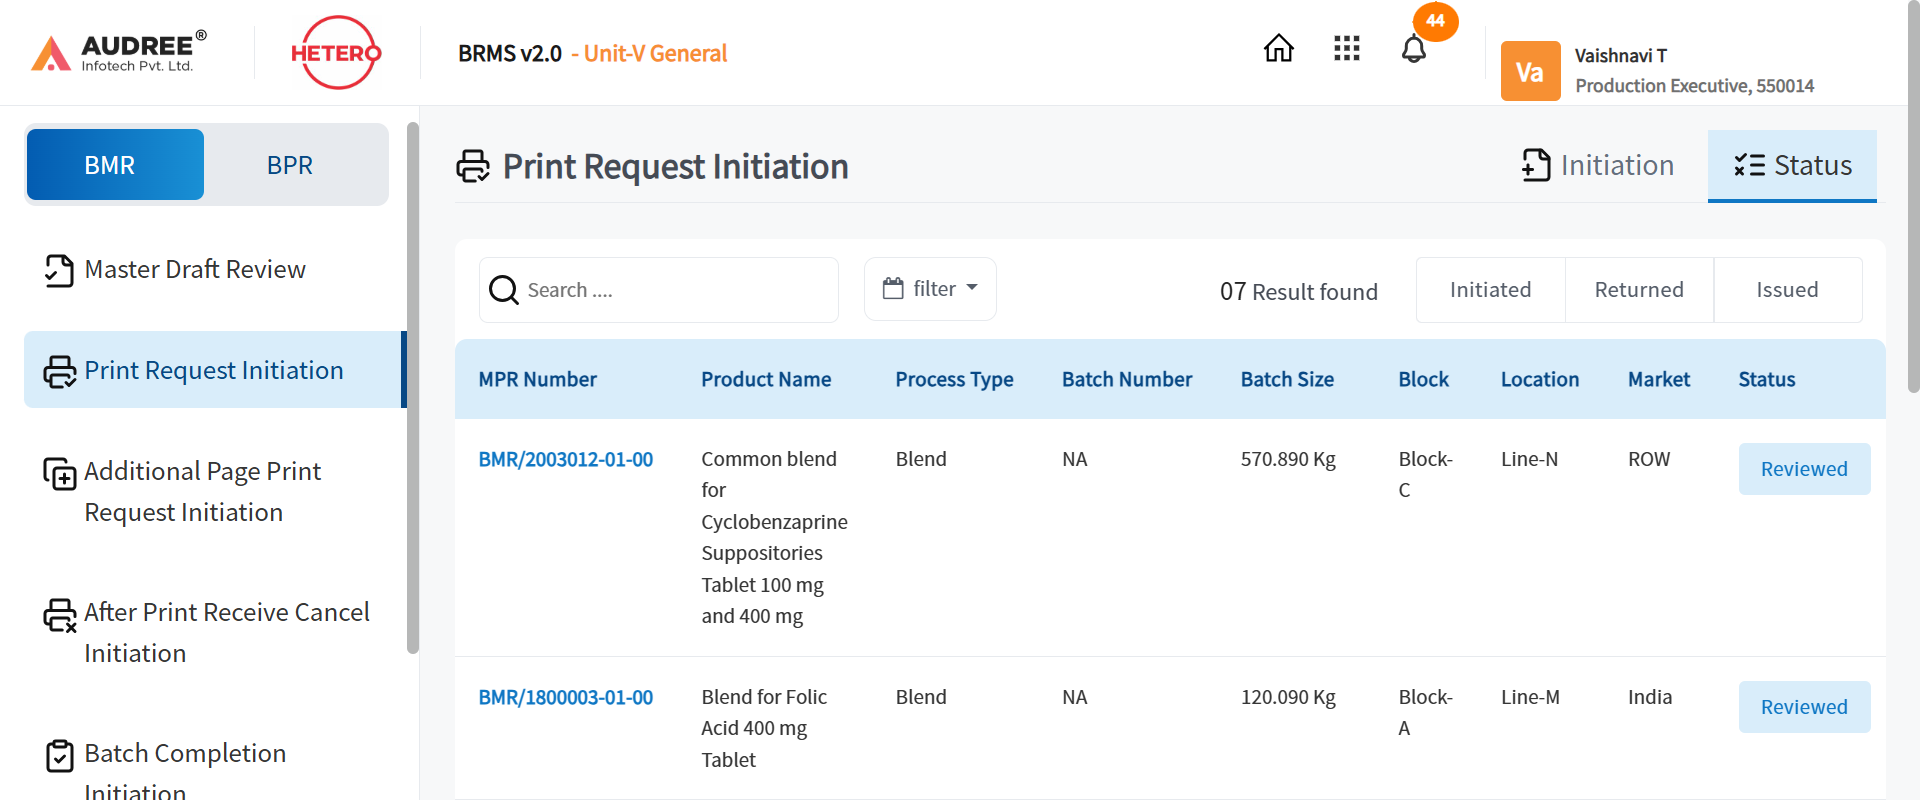 AUDREE®
Infotech Pvt. Ltd.
HETERO
BRMS v2.0 - Unit-V General
44
Va
Vaishnavi T
Production Executive, 550014
BMR
BPR
Master Draft Review
Print Request Initiation
Additional Page Print
Request Initiation
After Print Receive Cancel
Initiation
Batch Completion
Initiation
Print Request Initiation
Initiation
Status
Search ....
filter
07 Result found
Initiated
Returned
Issued
MPR Number Product Name Process Type Batch Number Batch Size Block Location Market Status
BMR/2003012-01-00 Common blend Blend NA 570.890 Kg Block- Line-N ROW Reviewed
for C
Cyclobenzaprine
Suppositories
Tablet 100 mg
and 400 mg
BMR/1800003-01-00 Blend for Folic Blend NA 120.090 Kg Block- Line-M India Reviewed
Acid 400 mg A
Tablet